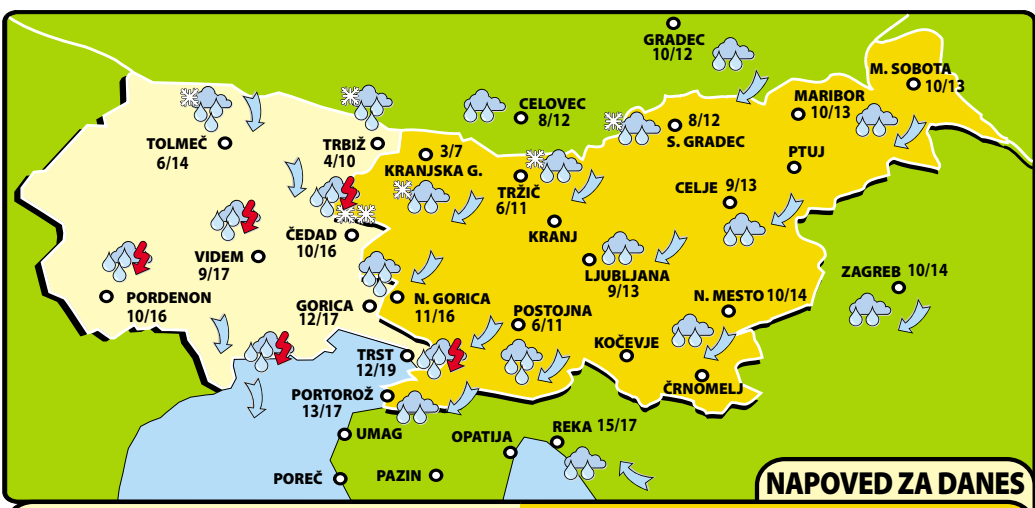 GRADEC
10/12
M. SOBOTA
10/13
MARIBOR
10/13
CELOVEC
8/12
8/12
S. GRADEC
TOLMEČ
6/14
TRBIŽ
4/10
3/7
KRANJSKA G.
PTUJ
TRŽIČ
6/11
CELJE 9/13
KRANJ
ČEDAD
10/16
VIDEM
9/17
LJUBLJANA
9/13
ZAGREB 10/14
PORDENON
10/16
GORICA
12/17
N. GORICA
11/16
N. MESTO 10/14
POSTOJNA
6/11
KOČEVJE
TRST
12/19
ČRNOMELJ
PORTOROŽ
13/17
UMAG
OPATIJA
REKA 15/17
POREČ
PAZIN
NAPOVED ZA DANES